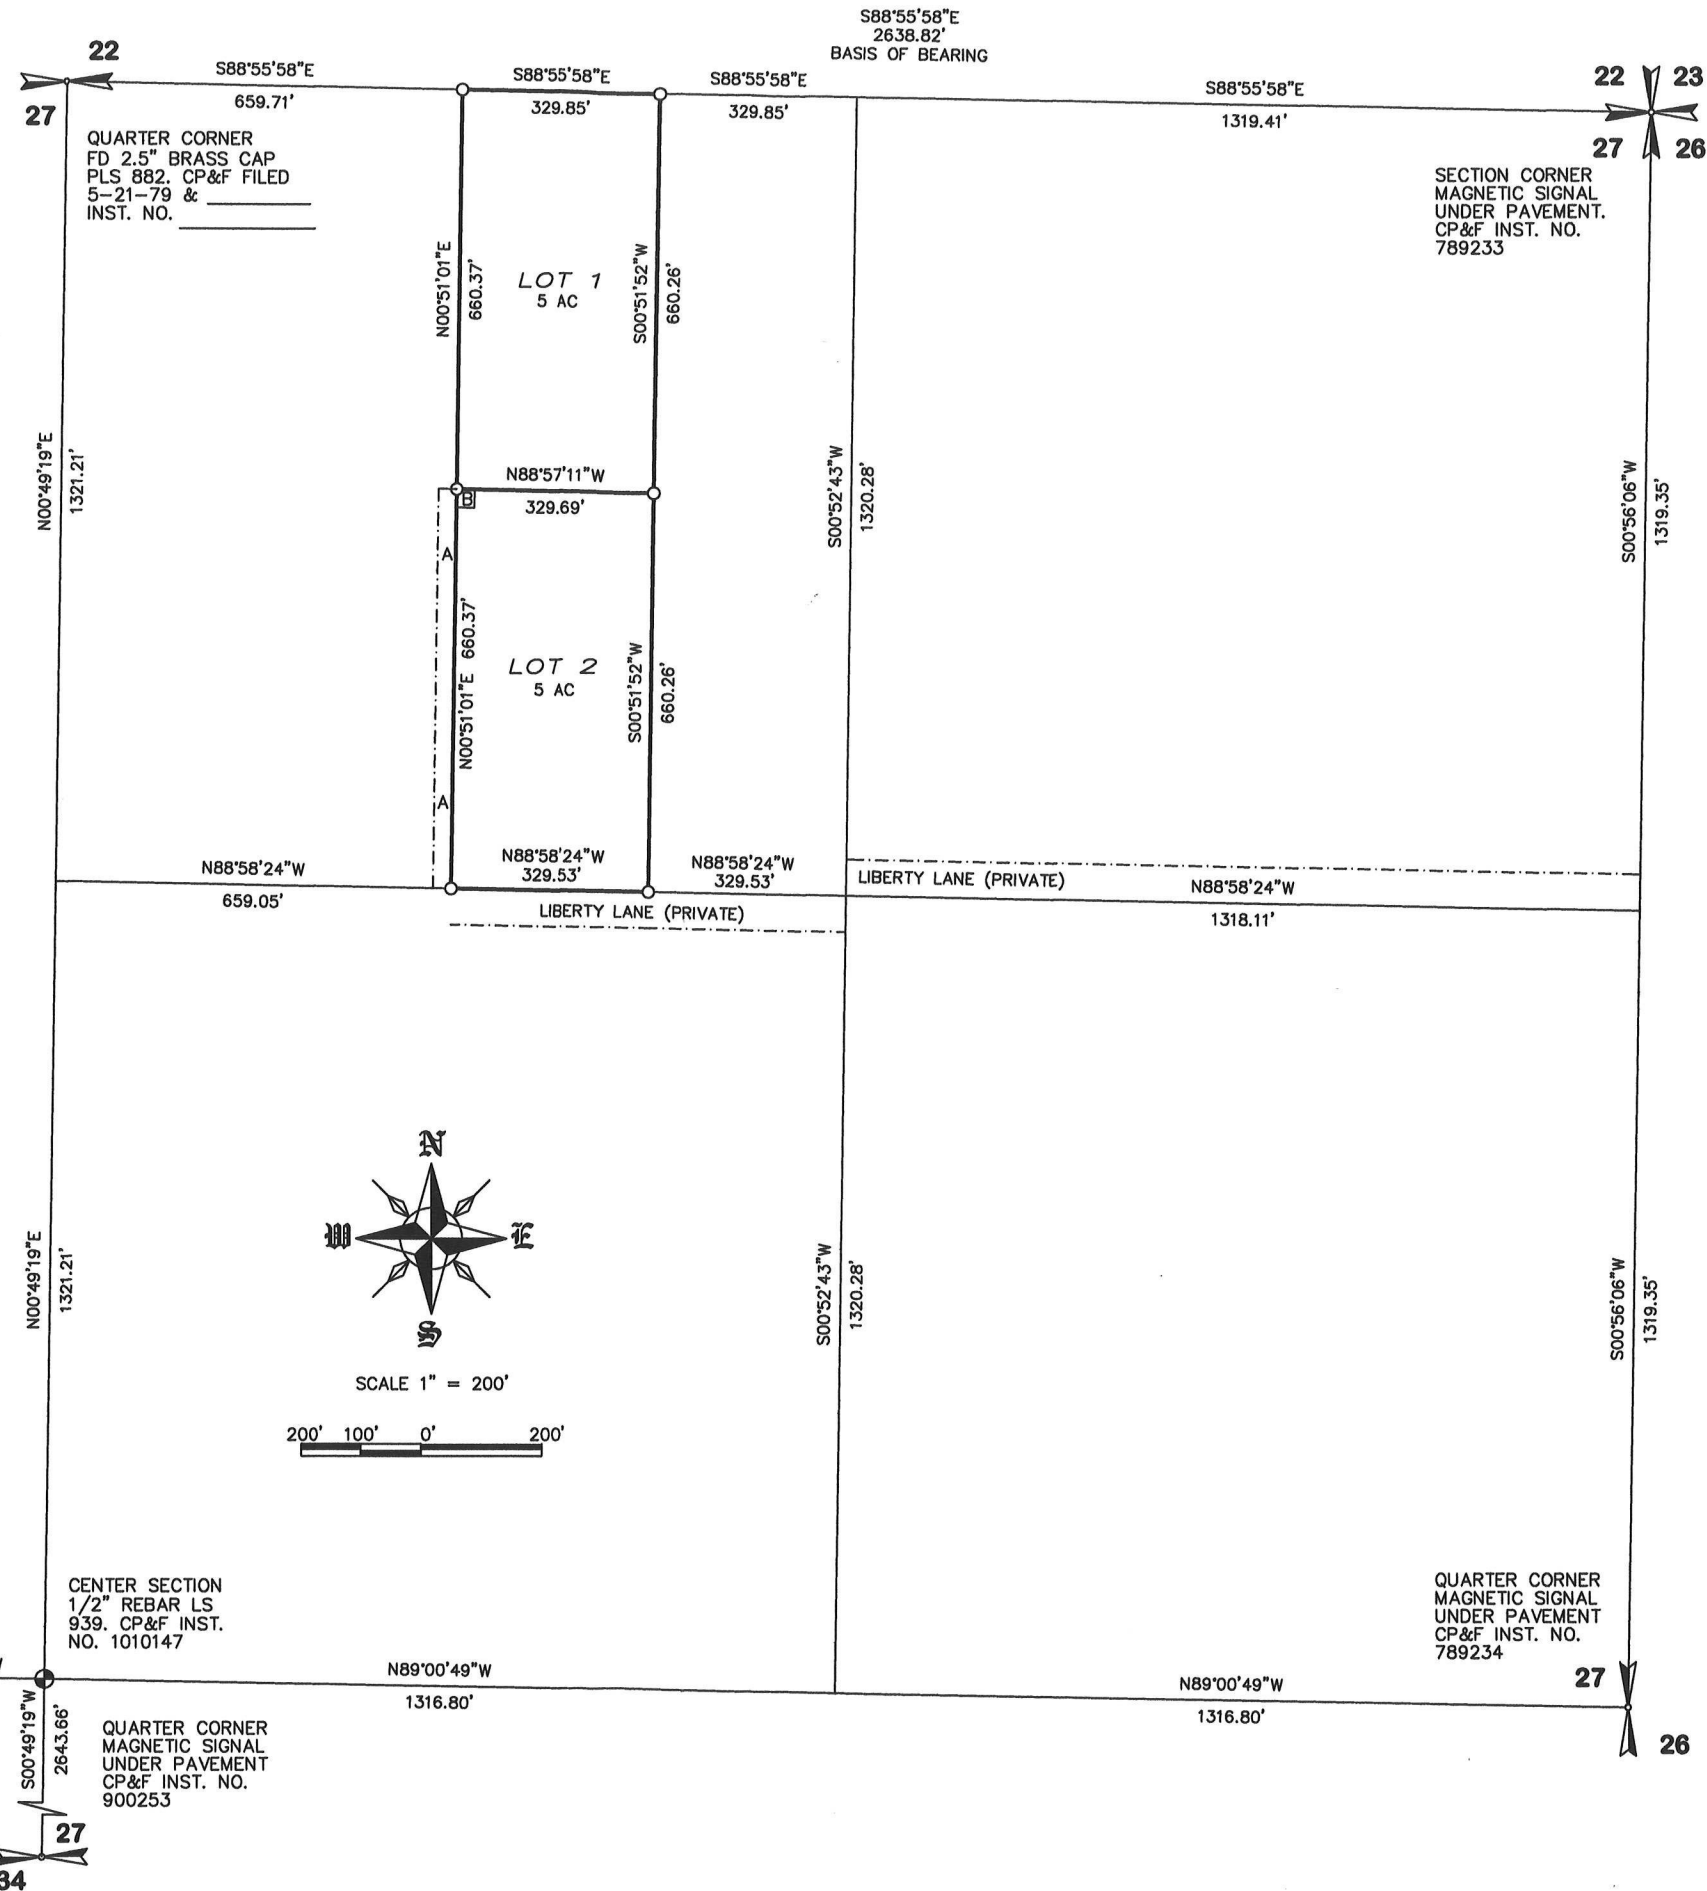 S88°55'58"E
2638.82'
BASIS OF BEARING
22
27
S88°55'58"E
659.71'
S88°55'58"E
329.85'
S88°55'58"E
329.85'
S88°55'58"E
1319.41'
22 23
27 26
QUARTER CORNER
FD 2.5" BRASS CAP
PLS 882. CP&F FILED
5-21-79 & __________
INST. NO. __________
SECTION CORNER
MAGNETIC SIGNAL
UNDER PAVEMENT.
CP&F INST. NO.
789233
N00°51'01"E
660.37'
LOT 1
5 AC
S00°51'52"W
660.26'
N00°49'19"E
1321.21'
N88°57'11"W
329.69'
B
A
S00°52'43"W
1320.28'
S00°56'06"W
1319.35'
N00°51'01"E 660.37'
LOT 2
5 AC
S00°51'52"W
660.26'
A
N88°58'24"W
659.05'
N88°58'24"W
329.53'
N88°58'24"W
329.53'
LIBERTY LANE (PRIVATE)
N88°58'24"W
1318.11'
LIBERTY LANE (PRIVATE)
N
W
E
S
N00°49'19"E
1321.21'
S00°52'43"W
1320.28'
S00°56'06"W
1319.35'
SCALE 1" = 200'
200' 100' 0' 200'
CENTER SECTION
1/2" REBAR LS
939. CP&F INST.
NO. 1010147
QUARTER CORNER
MAGNETIC SIGNAL
UNDER PAVEMENT
CP&F INST. NO.
789234
N89°00'49"W
1316.80'
N89°00'49"W
1316.80'
27
26
S00°49'19"W
2643.66'
QUARTER CORNER
MAGNETIC SIGNAL
UNDER PAVEMENT
CP&F INST. NO.
900253
27
34